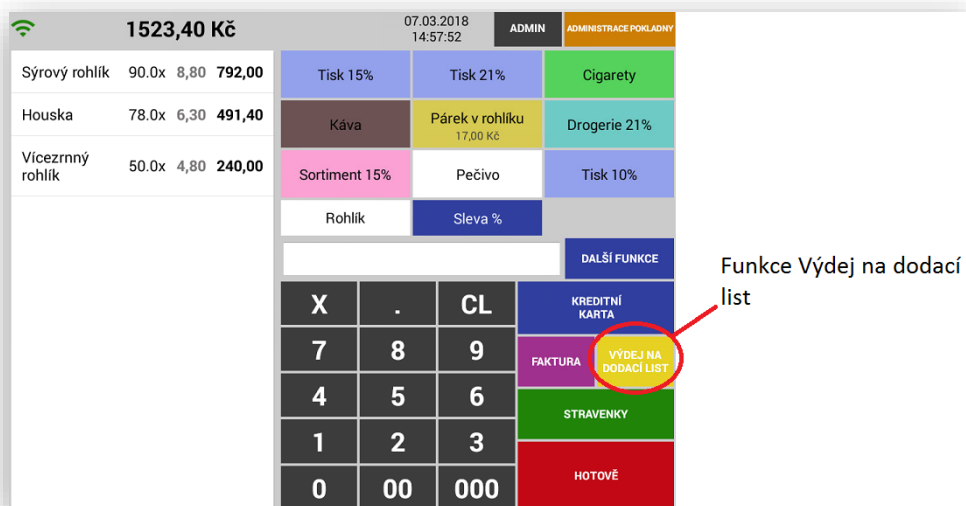 1523,40 Kč
07.03.2018
14:57:52
ADMIN
ADMINISTRACE POKLADNY
Sýrový rohlík 90.0x 8,80 792,00
Houska 78.0x 6,30 491,40
Vícezrnný
rohlík 50.0x 4,80 240,00
Tisk 15% Tisk 21% Cigarety
Káva Párek v rohlíku
17,00 Kč
Drogerie 21%
Sortiment 15% Pečivo Tisk 10%
Rohlík Sleva %
DALŠÍ FUNKCE
X . CL
KREDITNÍ
KARTA
7 8 9
FAKTURA
VÝDEJ NA
DODACÍ LIST
4 5 6
STRAVENKY
1 2 3
HOTOVĚ
0 00 000
Funkce Výdej na dodací
list